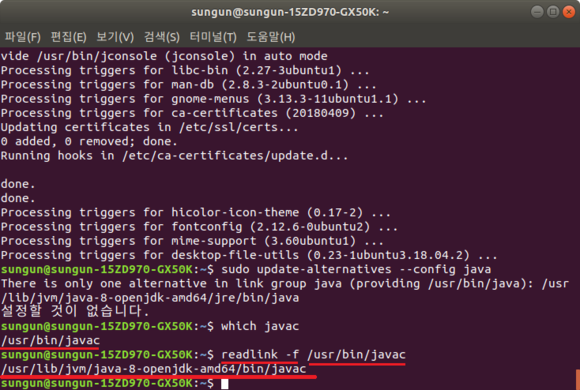 sungun@sungun-15ZD970-GX50K: ~
파일(F) 편집(E) 보기(V) 검색(S) 터미널(T) 도움말(H)
vide /usr/bin/jconsole (jconsole) in auto mode
Processing triggers for libc-bin (2.27-3ubuntu1) ...
Processing triggers for man-db (2.8.3-2ubuntu0.1) ...
Processing triggers for gnome-menus (3.13.3-11ubuntu1.1) ...
Processing triggers for ca-certificates (20180409) ...
Updating certificates in /etc/ssl/certs...
0 added, 0 removed; done.
Running hooks in /etc/ca-certificates/update.d...
done.
done.
Processing triggers for hicolor-icon-theme (0.17-2) ...
Processing triggers for fontconfig (2.12.6-0ubuntu2) ...
Processing triggers for mime-support (3.60ubuntu1) ...
Processing triggers for desktop-file-utils (0.23-1ubuntu3.18.04.2) ...
sungun@sungun-15ZD970-GX50K:~$ sudo update-alternatives --config java
There is only one alternative in link group java (providing /usr/bin/java): /usr
/lib/jvm/java-8-openjdk-amd64/jre/bin/java
설정할 것이 없습니다.
sungun@sungun-15ZD970-GX50K:~$ which javac
/usr/bin/javac
sungun@sungun-15ZD970-GX50K:~$ readlink -f /usr/bin/javac
/usr/lib/jvm/java-8-openjdk-amd64/bin/javac
sungun@sungun-15ZD970-GX50K:~$